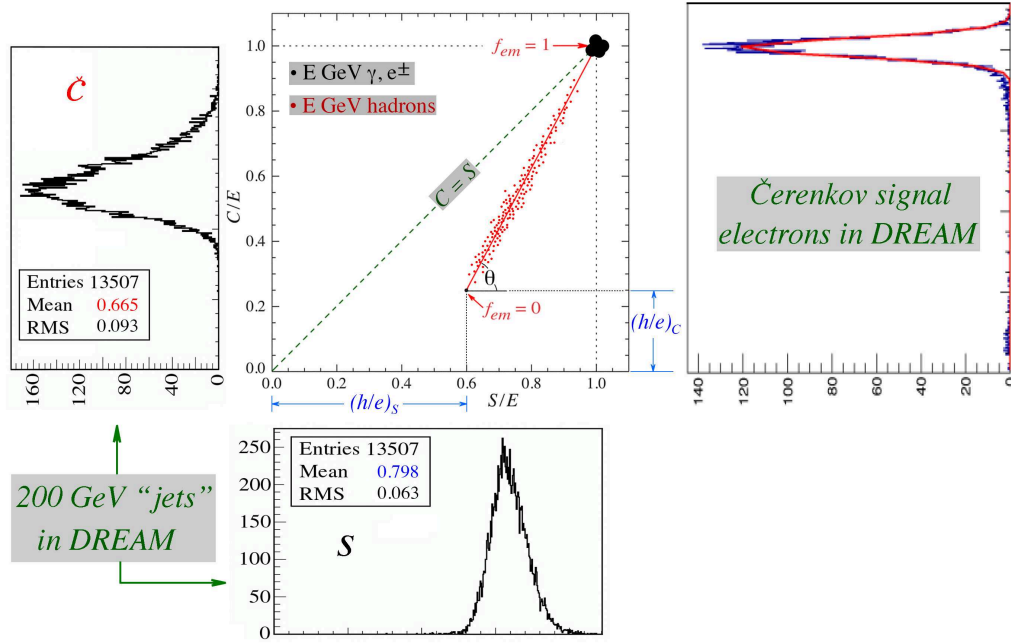 Č
Entries 13507
Mean 0.665
RMS 0.093
160
120
80
40
0
C/E
1.0
0.8
0.6
0.4
0.2
0
f_em = 1
• E GeV γ, e±
• E GeV hadrons
C = S
θ
f_em = 0
(h/e)_C
0.0
0.2
0.4
0.6
0.8
1.0
(h/e)_S
S/E
Čerenkov signal
electrons in DREAM
140
120
100
80
60
40
20
0
200 GeV “jets”
in DREAM
250
200
150
100
50
0
Entries 13507
Mean 0.798
RMS 0.063
S